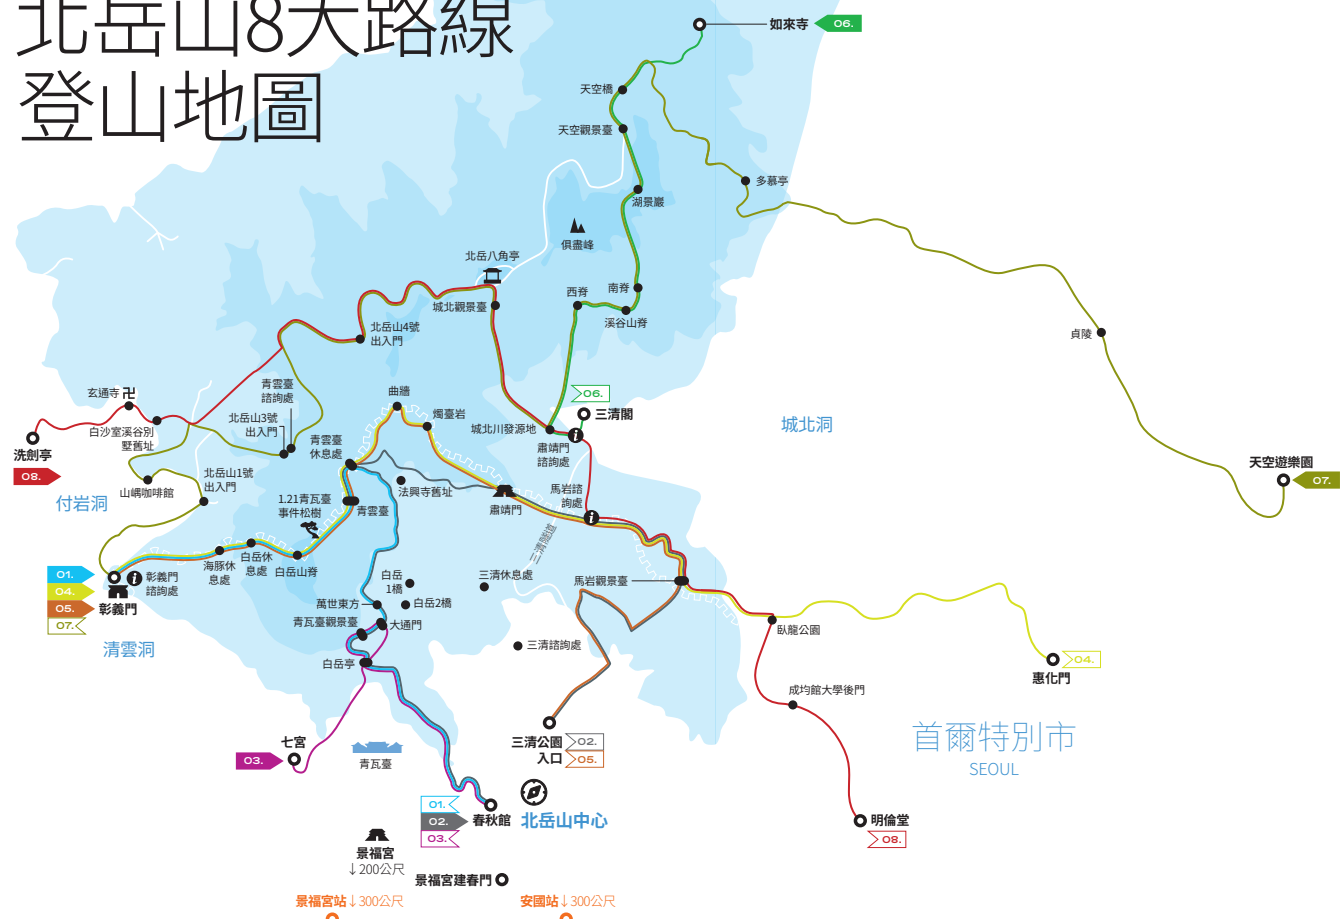 北岳山8大路線
登山地圖
如來寺
06.
天空橋
天空觀景臺
多慕亭
湖景巖
俱盡峰
北岳八角亭
西脊
南脊
城北觀景臺
溪谷山脊
北岳山4號
出入門
貞陵
青雲臺
諮詢處
玄通寺 卍
曲牆
06.
三清閣
燭臺岩
北岳山3號
出入門
白沙室溪谷別
墅舊址
洗劍亭
08.
青雲臺
休息處
城北川發源地
肅靖門
諮詢處
城北洞
天空遊樂園
07.
北岳山1號
出入門
山嶼咖啡館
付岩洞
1.21青瓦臺
事件松樹
青雲臺
法興寺舊址
肅靖門
馬岩諮
詢處
三清隧道
01.
04.
05.
07.
彰義門
諮詢處
彰義門
海豚休
息處
白岳休
息處
白岳山脊
白岳
1橋
三清休息處
馬岩觀景臺
萬世東方
白岳2橋
青瓦臺觀景臺
大通門
臥龍公園
清雲洞
白岳亭
三清諮詢處
04.
惠化門
成均館大學後門
首爾特別市
SEOUL
七宮
03.
青瓦臺
三清公園
入口
02.
05.
01.
02.
03.
春秋館
北岳山中心
明倫堂
08.
景福宮
↓200公尺
景福宮建春門
景福宮站↓300公尺
安國站↓300公尺